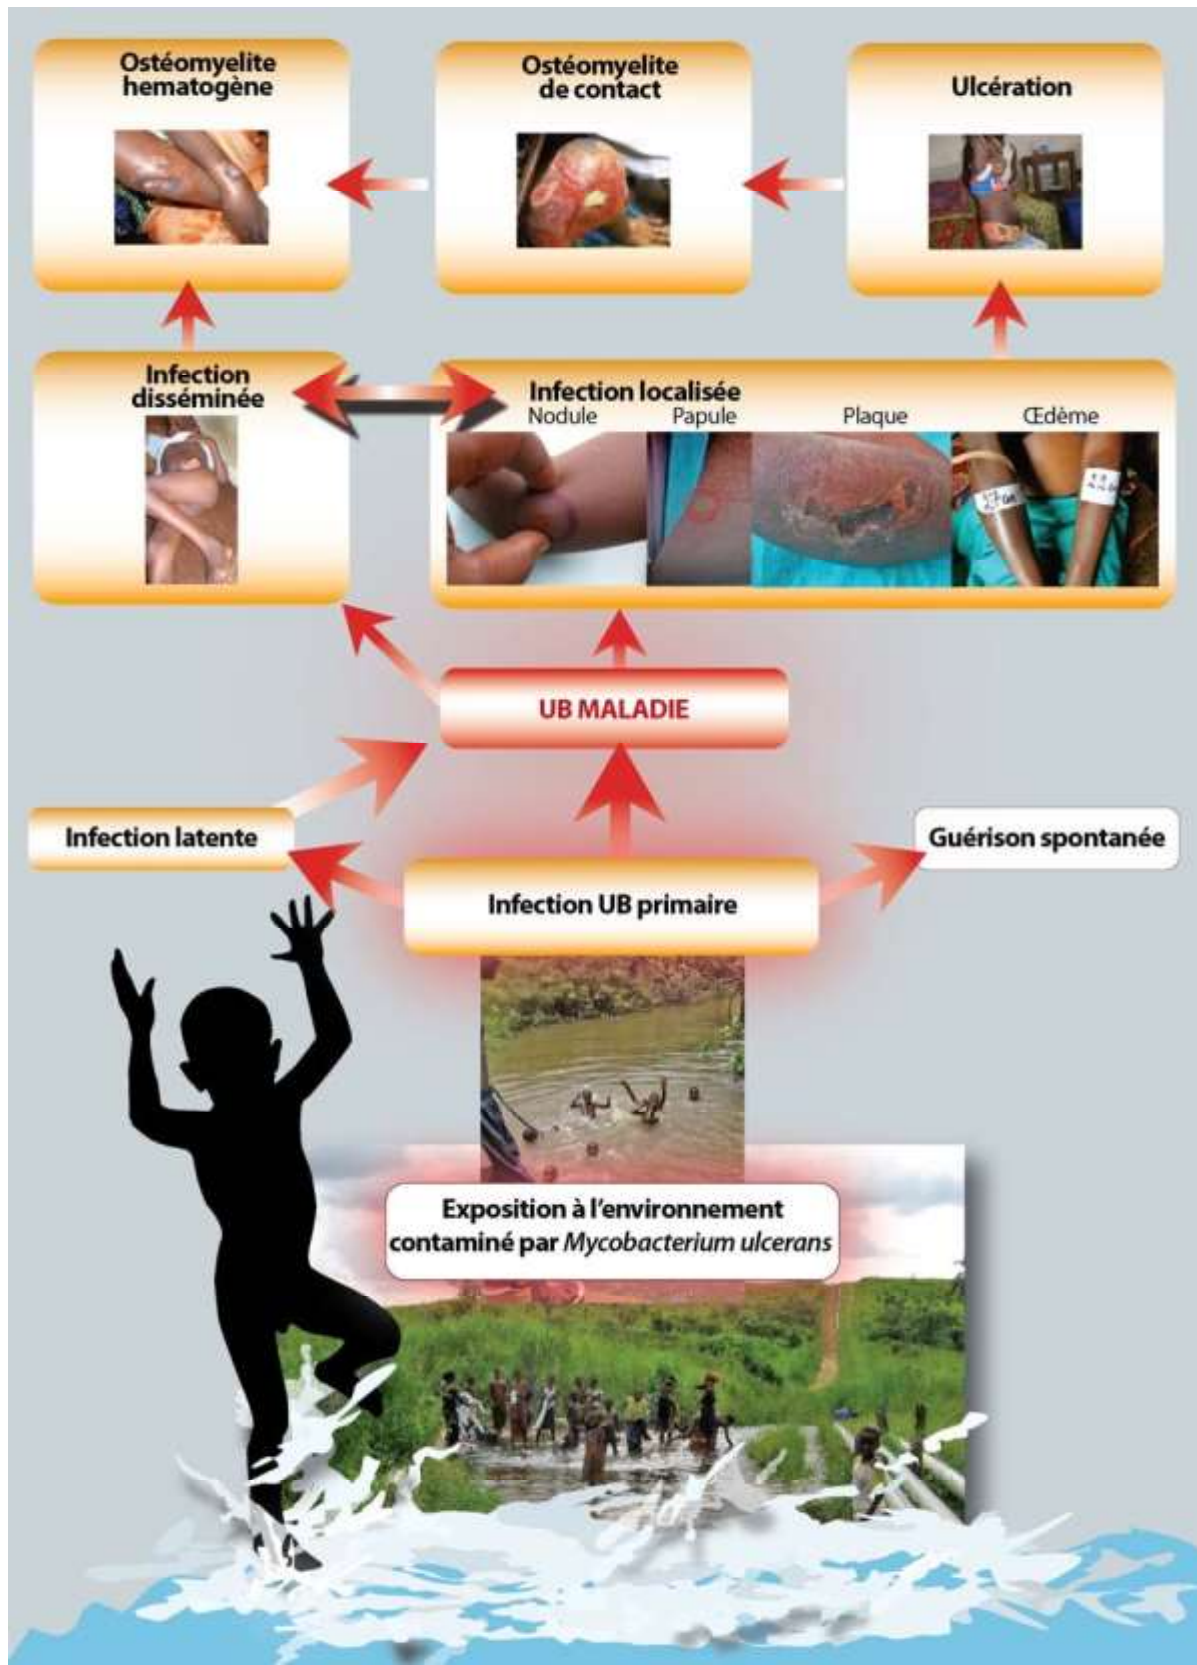 Ostéomyelite
hematogène
Ostéomyelite
de contact
Ulcération
Infection
disséminée
Infection localisée
Nodule
Papule
Plaque
Œdème
UB MALADIE
Infection latente
Guérison spontanée
Infection UB primaire
Exposition à l'environnement
contaminé par Mycobacterium ulcerans